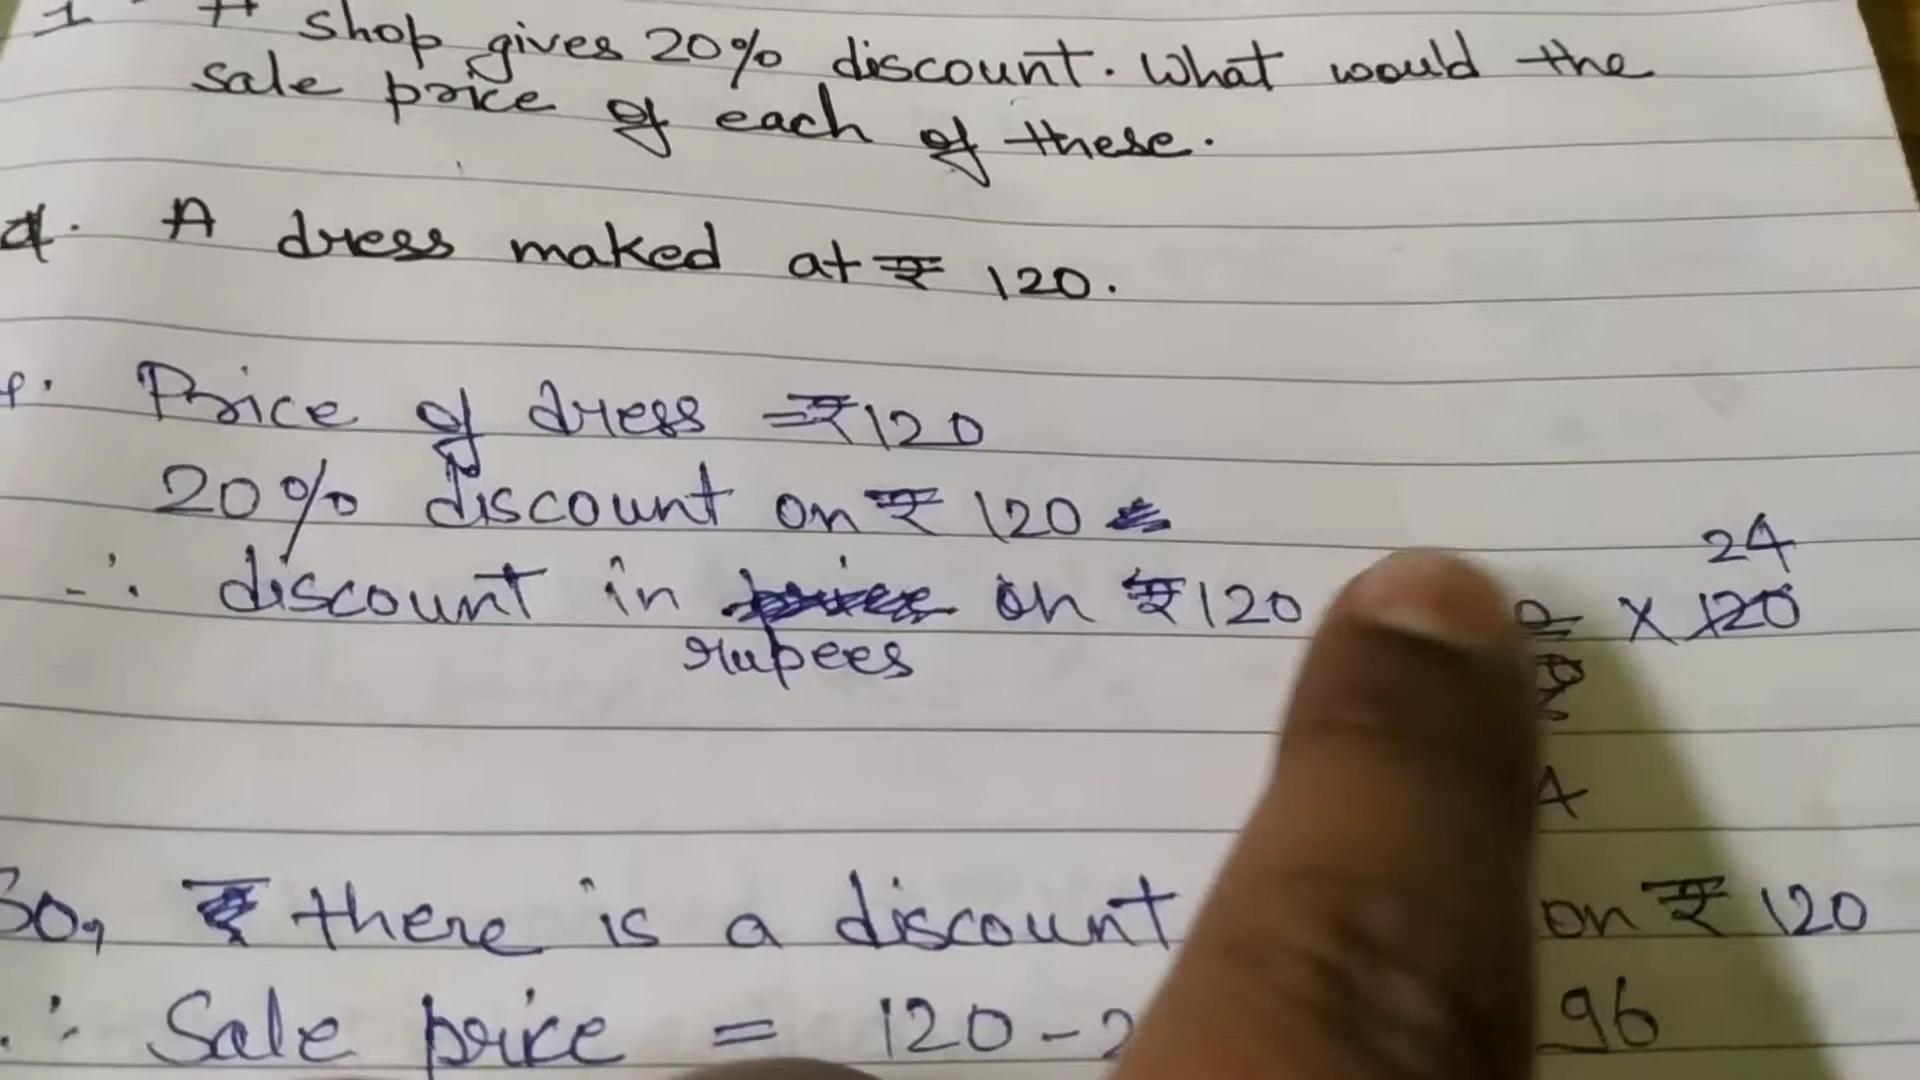 1. A shop gives 20% discount. What would the
sale price of each of these.
a. A dress maked at ₹ 120.
Price of dress = ₹120
20% discount on ₹ 120
∴ discount in on ₹120 × 120
24
rupees
So, there is a discount on ₹ 120
∴ Sale price = 120 - 2 96